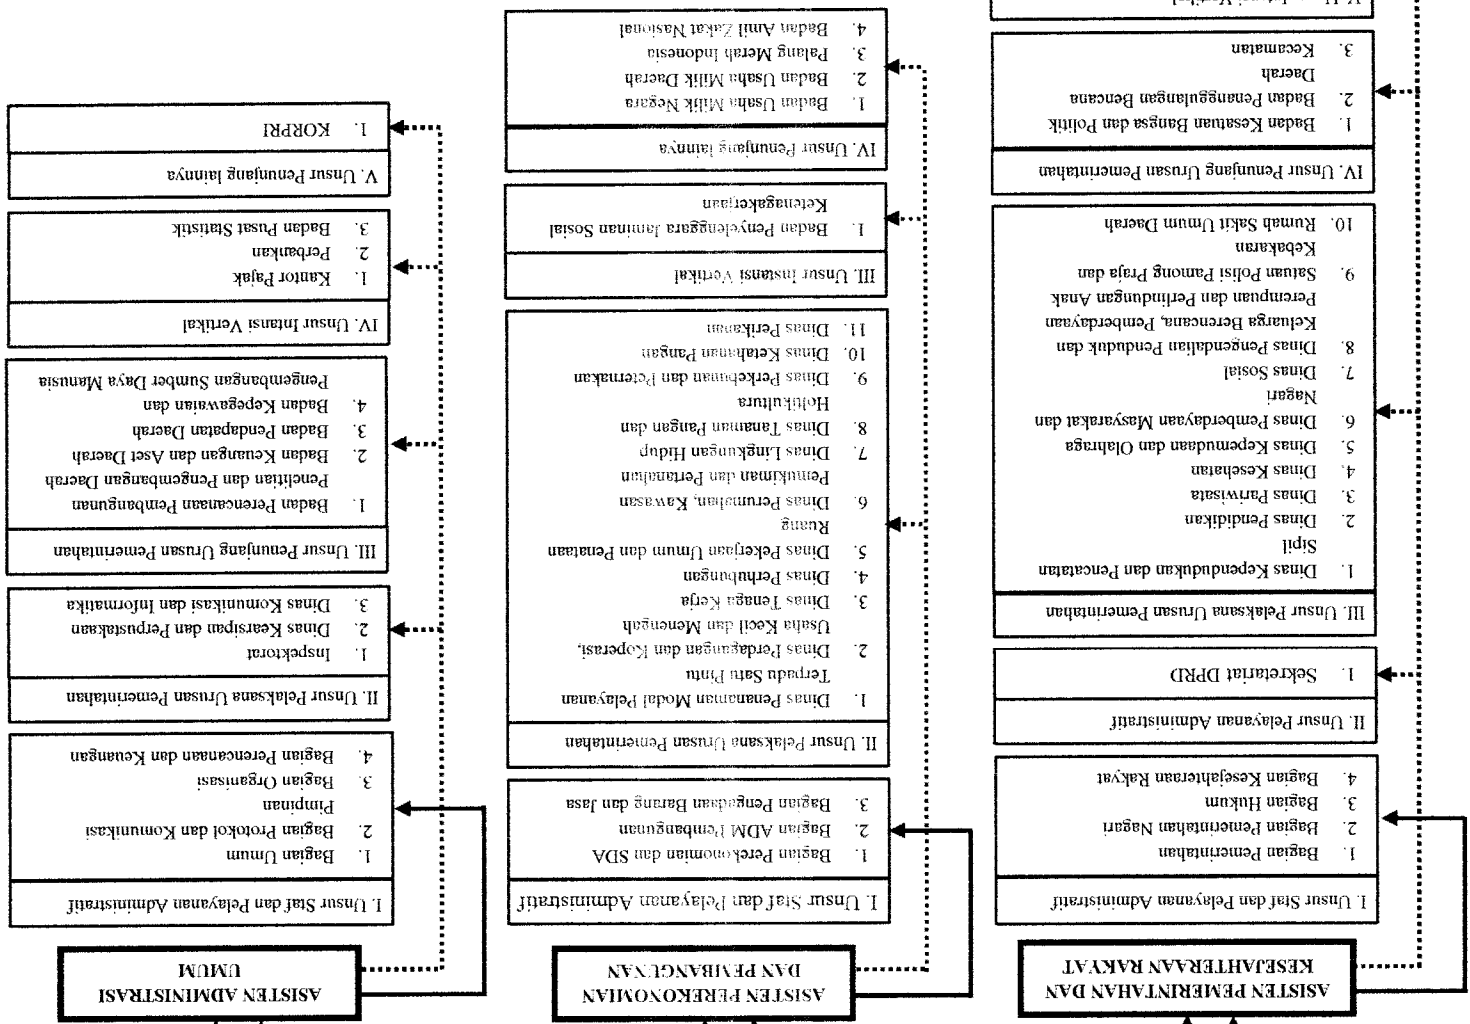 ASISTEN PEMERINTAHAN DAN
KESEJAHTERAAN RAKYAT
I. Unsur Staf dan Pelayanan Administratif
1. Bagian Pemerintahan
2. Bagian Pemerintahan Nagari
3. Bagian Hukum
4. Bagian Kesejahteraan Rakyat
II. Unsur Pelayanan Administratif
1. Sekretariat DPRD
III. Unsur Pelaksana Urusan Pemerintahan
1. Dinas Kependudukan dan Pencatatan
Sipil
2. Dinas Pendidikan
3. Dinas Pariwisata
4. Dinas Kesehatan
5. Dinas Kepemudaan dan Olahraga
6. Dinas Pemberdayaan Masyarakat dan
Nagari
7. Dinas Sosial
8. Dinas Pengendalian Penduduk dan
Keluarga Berencana, Pemberdayaan
Perempuan dan Perlindungan Anak
9. Satuan Polisi Pamong Praja dan
Kebakaran
10. Rumah Sakit Umum Daerah
IV. Unsur Penunjang Urusan Pemerintahan
1. Badan Kesatuan Bangsa dan Politik
2. Badan Penanggulangan Bencana
Daerah
3. Kecamatan
ASISTEN PEREKONOMIAN
DAN PEMBANGUNAN
I. Unsur Staf dan Pelayanan Administratif
1. Bagian Perekonomian dan SDA
2. Bagian ADM Pembangunan
3. Bagian Pengadaan Barang dan Jasa
II. Unsur Pelaksana Urusan Pemerintahan
1. Dinas Penanaman Modal Pelayanan
Terpadu Satu Pintu
2. Dinas Perdagangan dan Koperasi,
Usaha Kecil dan Menengah
3. Dinas Tenaga Kerja
4. Dinas Perhubungan
5. Dinas Pekerjaan Umum dan Penataan
Ruang
6. Dinas Perumahan, Kawasan
Pemukiman dan Pertanahan
7. Dinas Lingkungan Hidup
8. Dinas Tanaman Pangan dan
Holtikultura
9. Dinas Perkebunan dan Peternakan
10. Dinas Ketahanan Pangan
11. Dinas Perikanan
III. Unsur Instansi Vertikal
1. Badan Penyelenggara Jaminan Sosial
Ketenagakerjaan
IV. Unsur Penunjang lainnya
1. Badan Usaha Milik Negara
2. Badan Usaha Milik Daerah
3. Palang Merah Indonesia
4. Badan Amil Zakat Nasional
ASISTEN ADMINISTRASI
UMUM
I. Unsur Staf dan Pelayanan Administratif
1. Bagian Umum
2. Bagian Protokol dan Komunikasi
Pimpinan
3. Bagian Organisasi
4. Bagian Perencanaan dan Keuangan
II. Unsur Pelaksana Urusan Pemerintahan
1. Inspektorat
2. Dinas Kearsipan dan Perpustakaan
3. Dinas Komunikasi dan Informatika
III. Unsur Penunjang Urusan Pemerintahan
1. Badan Perencanaan Pembangunan
Penelitian dan Pengembangan Daerah
2. Badan Keuangan dan Aset Daerah
3. Badan Pendapatan Daerah
4. Badan Kepegawaian dan
Pengembangan Sumber Daya Manusia
IV. Unsur Intansi Vertikal
1. Kantor Pajak
2. Perbankan
3. Badan Pusat Statistik
V. Unsur Penunjang lainnya
1. KORPRI